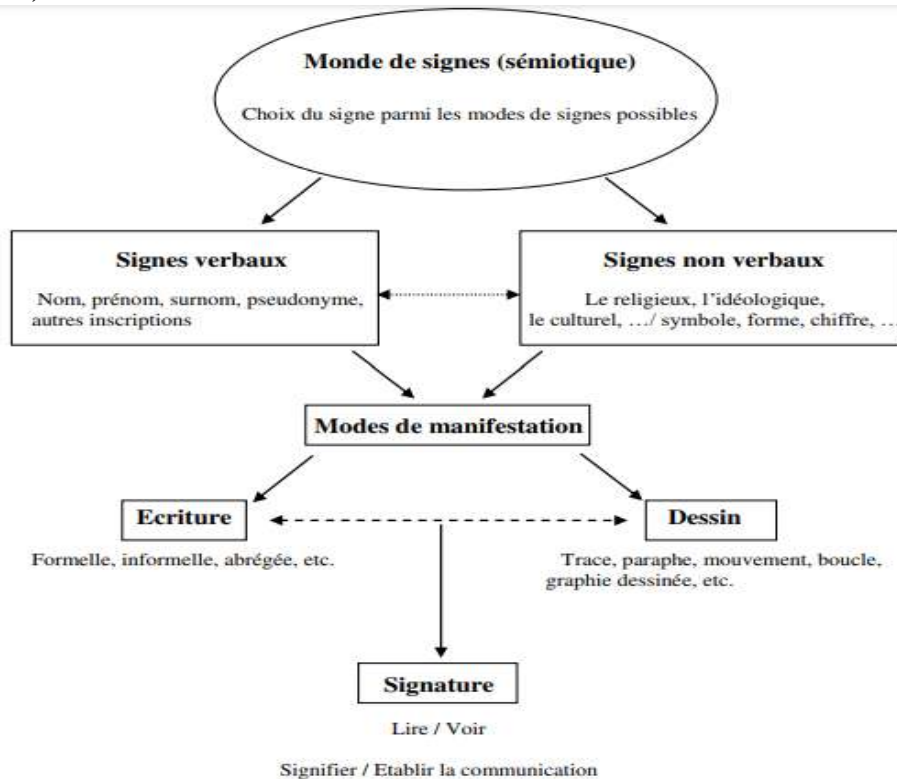 Monde de signes (sémiotique)
Choix du signe parmi les modes de signes possibles
Signes verbaux
Nom, prénom, surnom, pseudonyme,
autres inscriptions
Signes non verbaux
Le religieux, l'idéologique,
le culturel, …/ symbole, forme, chiffre, …
Modes de manifestation
Ecriture
Formelle, informelle, abrégée, etc.
Dessin
Trace, paraphe, mouvement, boucle,
graphie dessinée, etc.
Signature
Lire / Voir
Signifier / Etablir la communication